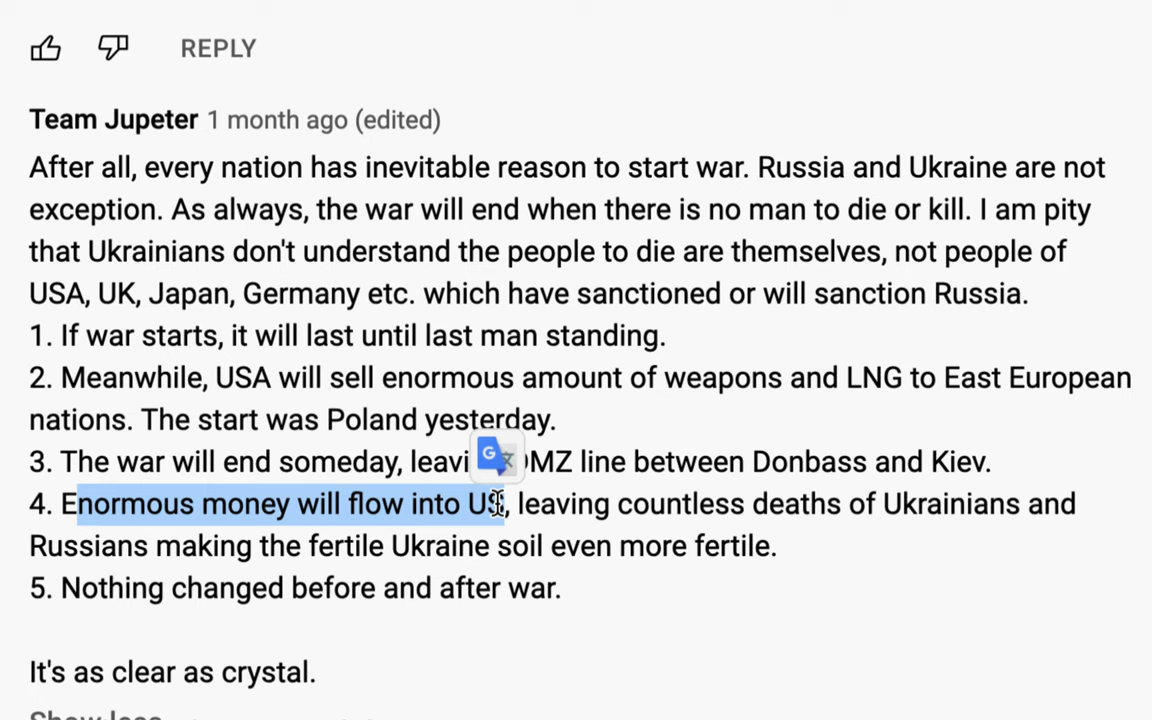 REPLY
Team Jupeter 1 month ago (edited)
After all, every nation has inevitable reason to start war. Russia and Ukraine are not
exception. As always, the war will end when there is no man to die or kill. I am pity
that Ukrainians don't understand the people to die are themselves, not people of
USA, UK, Japan, Germany etc. which have sanctioned or will sanction Russia.
1. If war starts, it will last until last man standing.
2. Meanwhile, USA will sell enormous amount of weapons and LNG to East European
nations. The start was Poland yesterday.
3. The war will end someday, leavi DMZ line between Donbass and Kiev.
4. Enormous money will flow into US, leaving countless deaths of Ukrainians and
Russians making the fertile Ukraine soil even more fertile.
5. Nothing changed before and after war.
It's as clear as crystal.
Show less